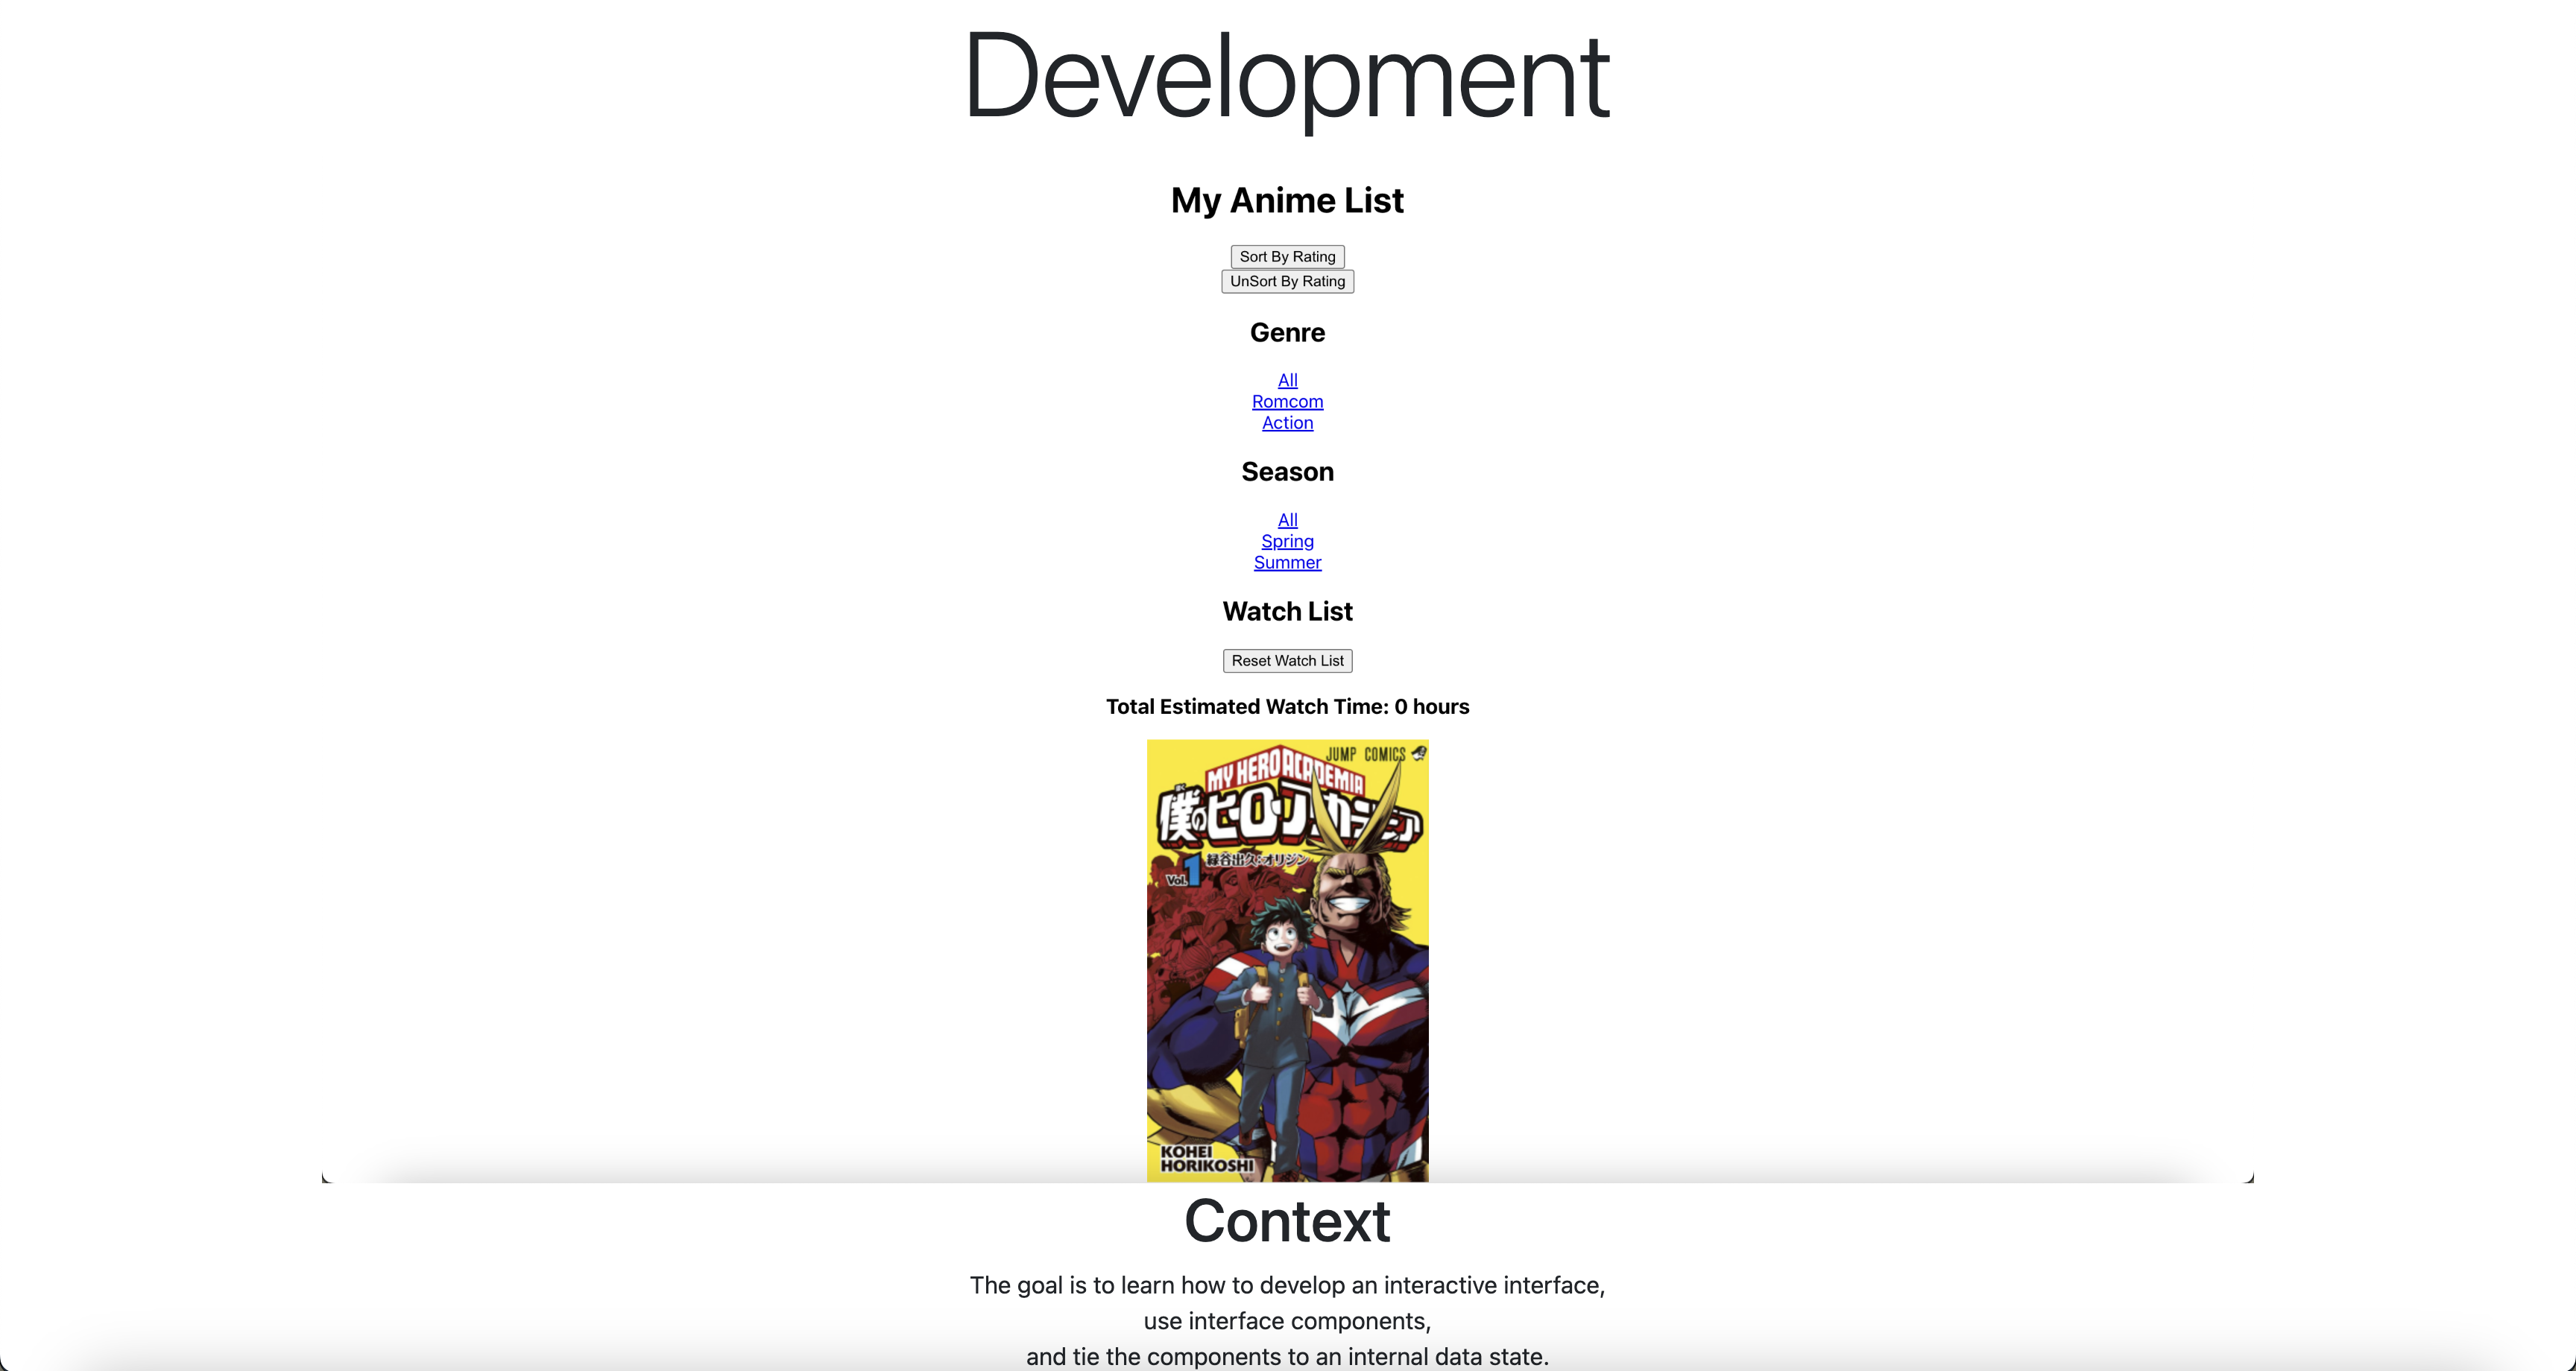 Development
My Anime List
Sort By Rating
UnSort By Rating
Genre
All
Romcom
Action
Season
All
Spring
Summer
Watch List
Reset Watch List
Total Estimated Watch Time: 0 hours
JUMP COMICS
MY HERO ACADEMIA
僕のヒーローアカデミア
Vol.1 緑谷出久:オリジン
KOHEI
HORIKOSHI
Context
The goal is to learn how to develop an interactive interface,
use interface components,
and tie the components to an internal data state.